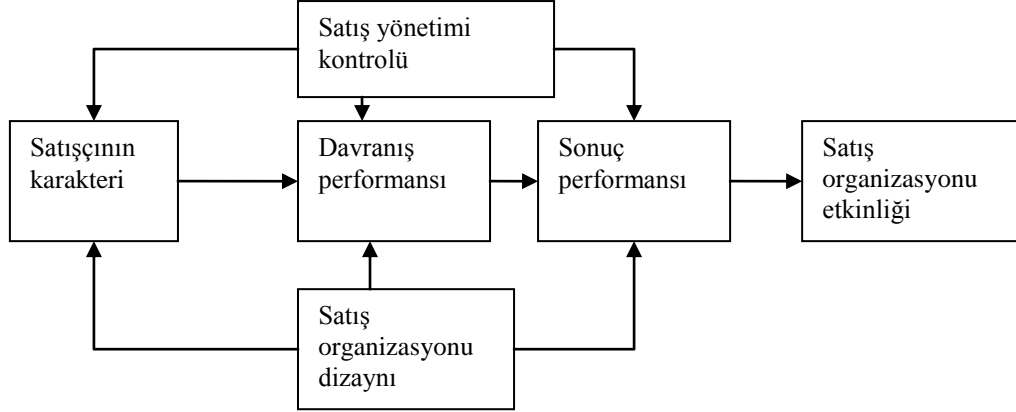 Satış yönetimi
kontrolü
Satışçının
karakteri
Davranış
performansı
Sonuç
performansı
Satış
organizasyonu
etkinliği
Satış
organizasyonu
dizaynı